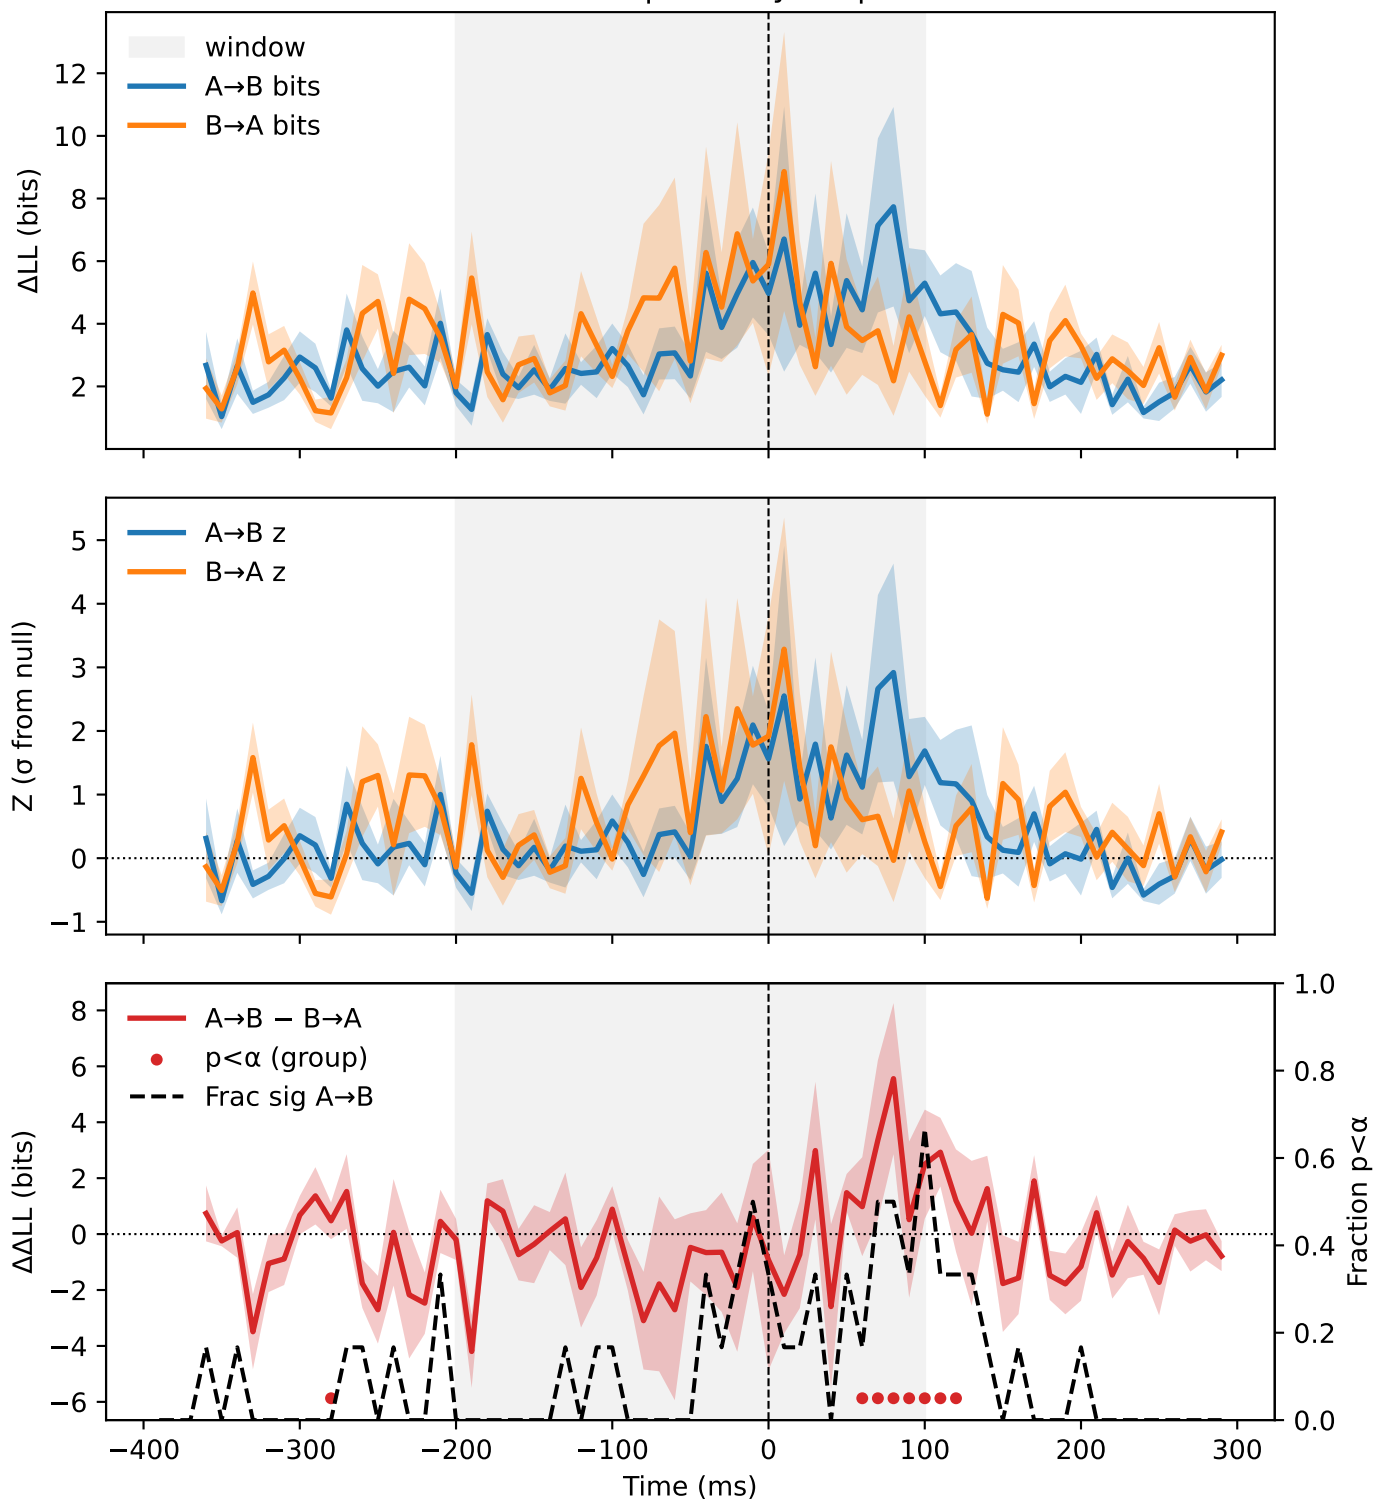 window
A→B bits
B→A bits
ΔLL (bits)
12
10
8
6
4
2
A→B z
B→A z
Z (σ from null)
5
4
3
2
1
0
−1
A→B − B→A
p<α (group)
Frac sig A→B
ΔΔLL (bits)
8
6
4
2
0
−2
−4
−6
1.0
0.8
0.6
0.4
0.2
0.0
Fraction p<α
−400 −300 −200 −100 0 100 200 300
Time (ms)